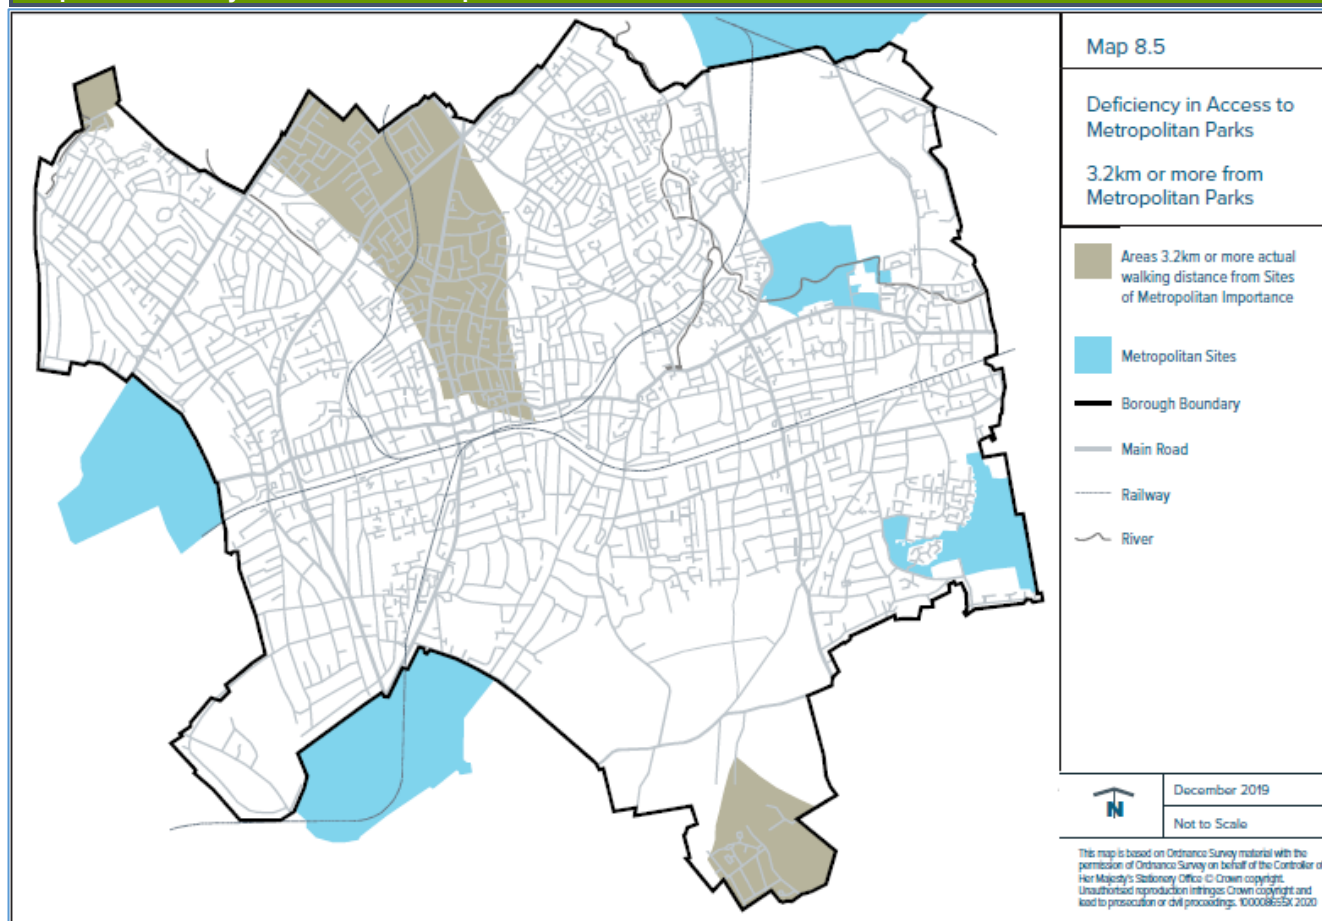 Map 8.5
Deficiency in Access to
Metropolitan Parks
3.2km or more from
Metropolitan Parks
Areas 3.2km or more actual
walking distance from Sites
of Metropolitan Importance
Metropolitan Sites
Borough Boundary
Main Road
Railway
River
N
December 2019
Not to Scale
This map is based on Ordnance Survey material with the
permission of Ordnance Survey on behalf of the Controller of
Her Majesty's Stationery Office © Crown copyright.
Unauthorised reproduction infringes Crown copyright and
lead to prosecution or civil proceedings. 2020